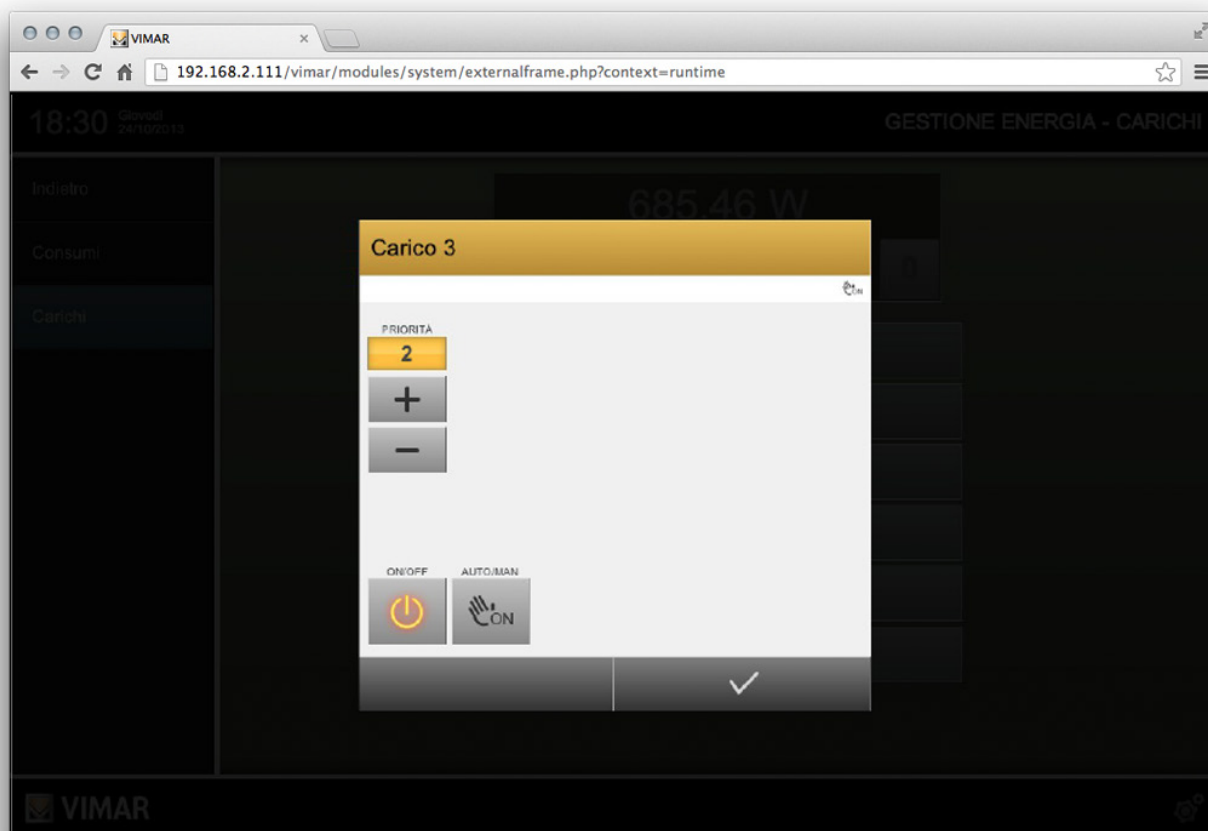 VIMAR
192.168.2.111/vimar/modules/system/externalframe.php?context=runtime
18:30 Giovedì
24/10/2013
GESTIONE ENERGIA - CARICHI
Indietro
Consumi
Carichi
685.46 W
Carico 3
ON
PRIORITÀ
2
ON/OFF
AUTO/MAN
ON
VIMAR